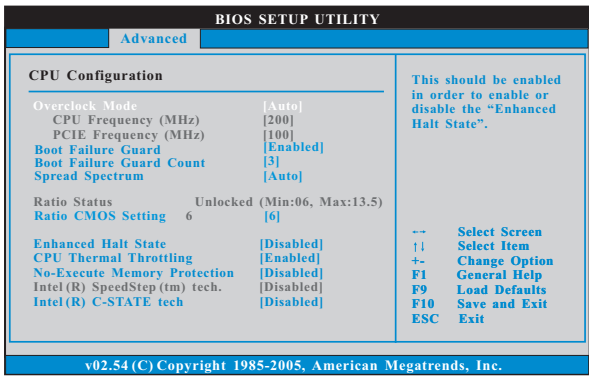 BIOS SETUP UTILITY
Advanced
CPU Configuration
Overclock Mode [Auto]
CPU Frequency (MHz) [200]
PCIE Frequency (MHz) [100]
Boot Failure Guard [Enabled]
Boot Failure Guard Count [3]
Spread Spectrum [Auto]
Ratio Status Unlocked (Min:06, Max:13.5)
Ratio CMOS Setting 6 [6]
Enhanced Halt State [Disabled]
CPU Thermal Throttling [Enabled]
No-Execute Memory Protection [Disabled]
Intel (R) SpeedStep(tm) tech. [Disabled]
Intel (R) C-STATE tech [Disabled]
This should be enabled
in order to enable or
disable the “Enhanced
Halt State”.
←→ Select Screen
↑↓ Select Item
+- Change Option
F1 General Help
F9 Load Defaults
F10 Save and Exit
ESC Exit
v02.54 (C) Copyright 1985-2005, American Megatrends, Inc.